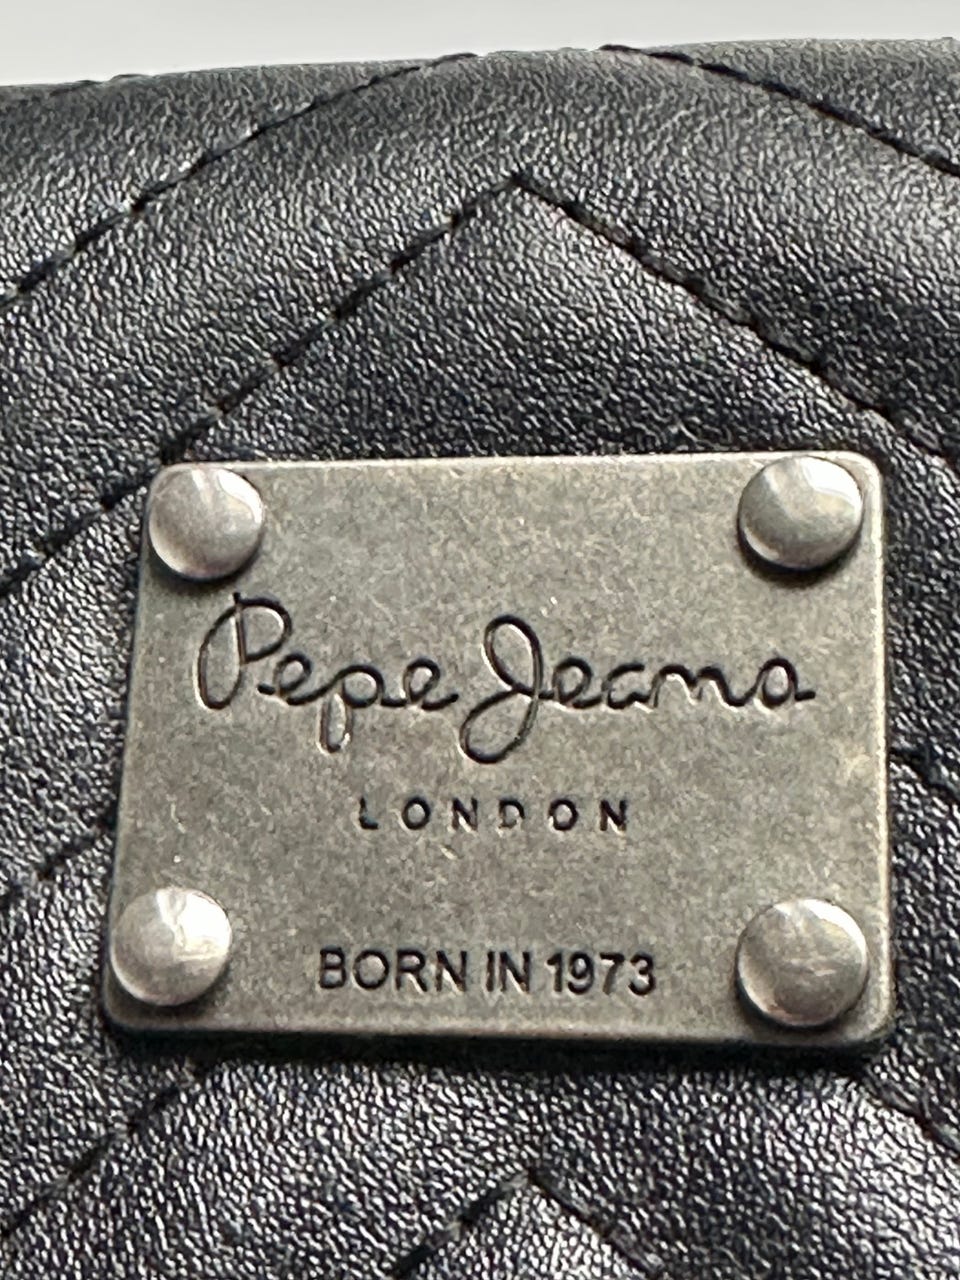 Pepe Jeans
LONDON
BORN IN 1973